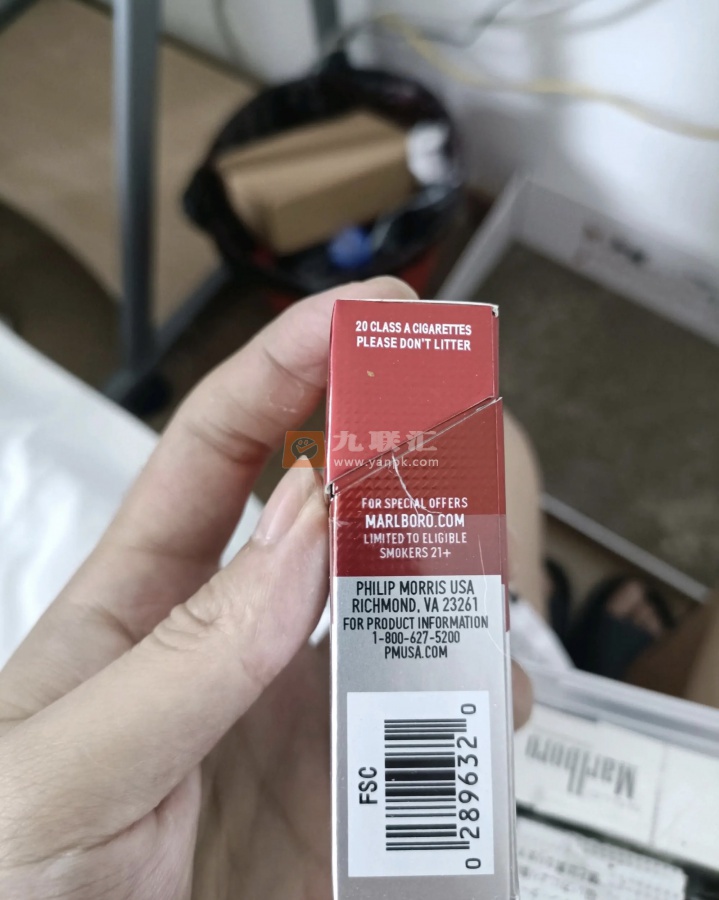 20 CLASS A CIGARETTES
PLEASE DON'T LITTER
九联汇
www.yanbk.com
FOR SPECIAL OFFERS
MARLBORO.COM
LIMITED TO ELIGIBLE
SMOKERS 21+
PHILIP MORRIS USA
RICHMOND, VA 23261
FOR PRODUCT INFORMATION
1-800-627-5200
PMUSA.COM
FSC
0 289632 0
Marlboro